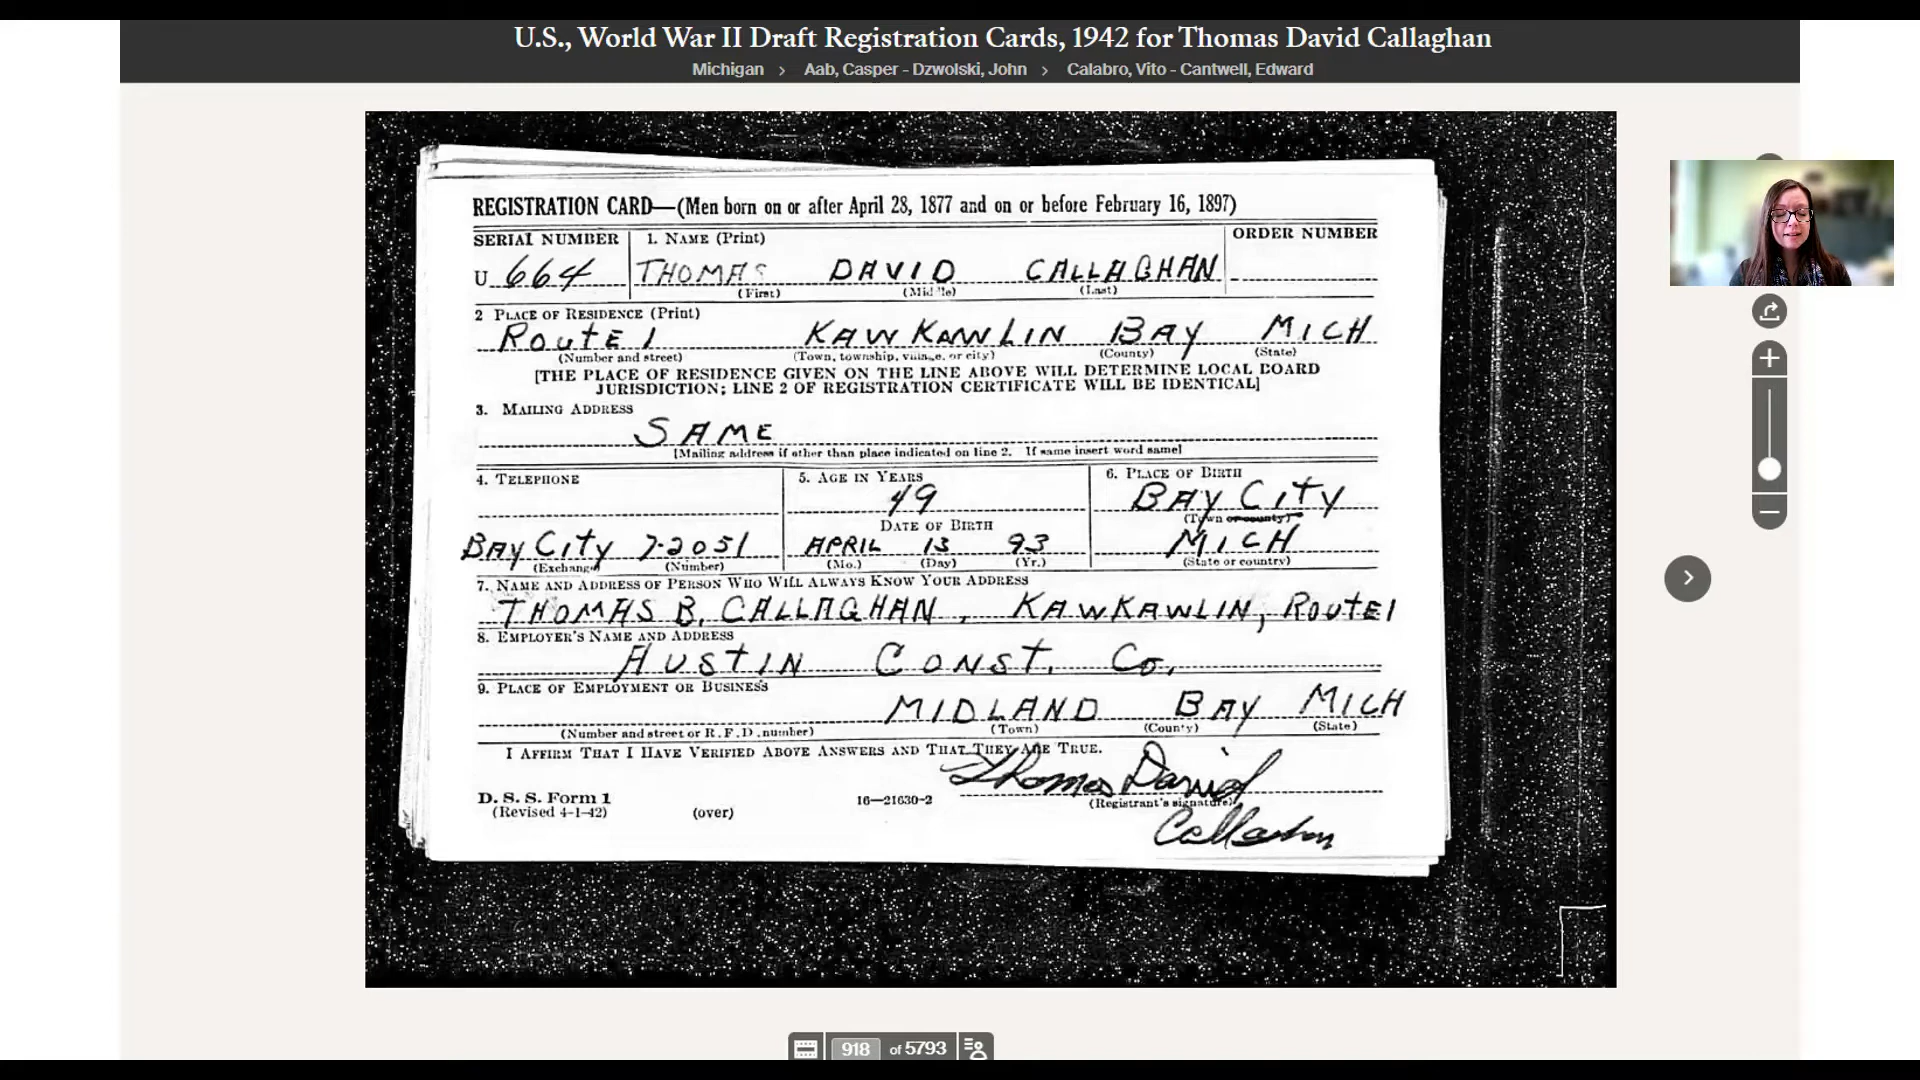 U.S., World War II Draft Registration Cards, 1942 for Thomas David Callaghan
Michigan > Aab, Casper - Dzwolski, John > Calabro, Vito - Cantwell, Edward
REGISTRATION CARD—(Men born on or after April 28, 1877 and on or before February 16, 1897)
SERIAL NUMBER 1. NAME (Print) ORDER NUMBER
U 664 THOMAS DAVID CALLAGHAN
(First) (Middle) (Last)
2 PLACE OF RESIDENCE (Print)
ROUTE 1 KAWKAWLIN BAY MICH
(Number and street) (Town, township, village, or city) (County) (State)
[THE PLACE OF RESIDENCE GIVEN ON THE LINE ABOVE WILL DETERMINE LOCAL BOARD
JURISDICTION; LINE 2 OF REGISTRATION CERTIFICATE WILL BE IDENTICAL]
3. MAILING ADDRESS
SAME
[Mailing address if other than place indicated on line 2. If same insert word same]
4. TELEPHONE 5. AGE IN YEARS 6. PLACE OF BIRTH
49 BAY CITY
DATE OF BIRTH (Town or county)
BAY CITY 7-2051 APRIL 13 93 MICH
(Exchange) (Number) (Mo.) (Day) (Yr.) (State or country)
7. NAME AND ADDRESS OF PERSON WHO WILL ALWAYS KNOW YOUR ADDRESS
THOMAS B. CALLAGHAN, KAWKAWLIN, ROUTE 1
8. EMPLOYER'S NAME AND ADDRESS
AUSTIN CONST. CO.
9. PLACE OF EMPLOYMENT OR BUSINESS
MIDLAND BAY MICH
(Number and street or R. F. D. number) (Town) (County) (State)
I AFFIRM THAT I HAVE VERIFIED ABOVE ANSWERS AND THAT THEY ARE TRUE.
Thomas David
D. S. S. Form 1 16—21630-2 (Registrant's signature)
(Revised 4-1-42) (over)
Callaghan
918 of 5793